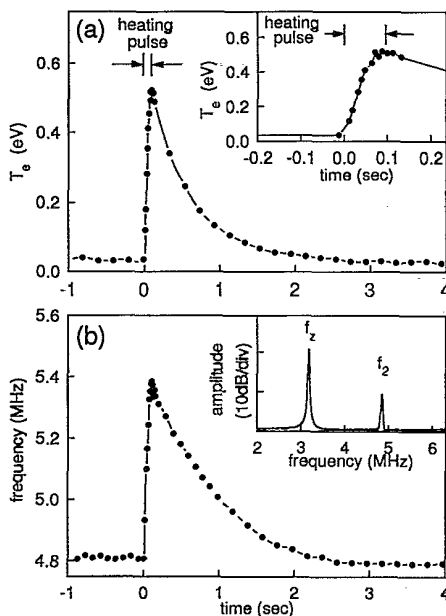 (a)
heating
pulse
T_e (eV)
0.6
0.4
0.2
0.0
-1 0 1 2 3 4
heating
pulse
T_e (eV)
0.6
0.4
0.2
0.0
-0.2 -0.1 0.0 0.1 0.2
time (sec)
(b)
frequency (MHz)
5.6
5.4
5.2
5.0
4.8
-1 0 1 2 3 4
time (sec)
amplitude
(10dB/div)
f_z
f_2
2 3 4 5 6
frequency (MHz)